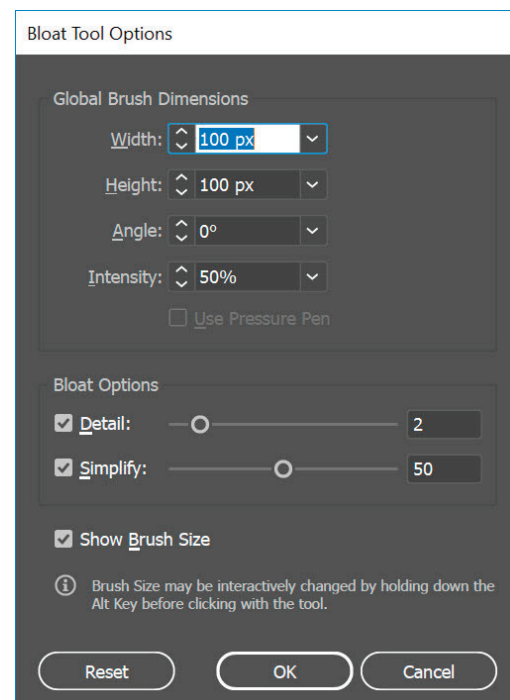 Bloat Tool Options
Global Brush Dimensions
Width: 100 px
Height: 100 px
Angle: 0°
Intensity: 50%
Use Pressure Pen
Bloat Options
Detail: 2
Simplify: 50
Show Brush Size
Brush Size may be interactively changed by holding down the
Alt Key before clicking with the tool.
Reset OK Cancel